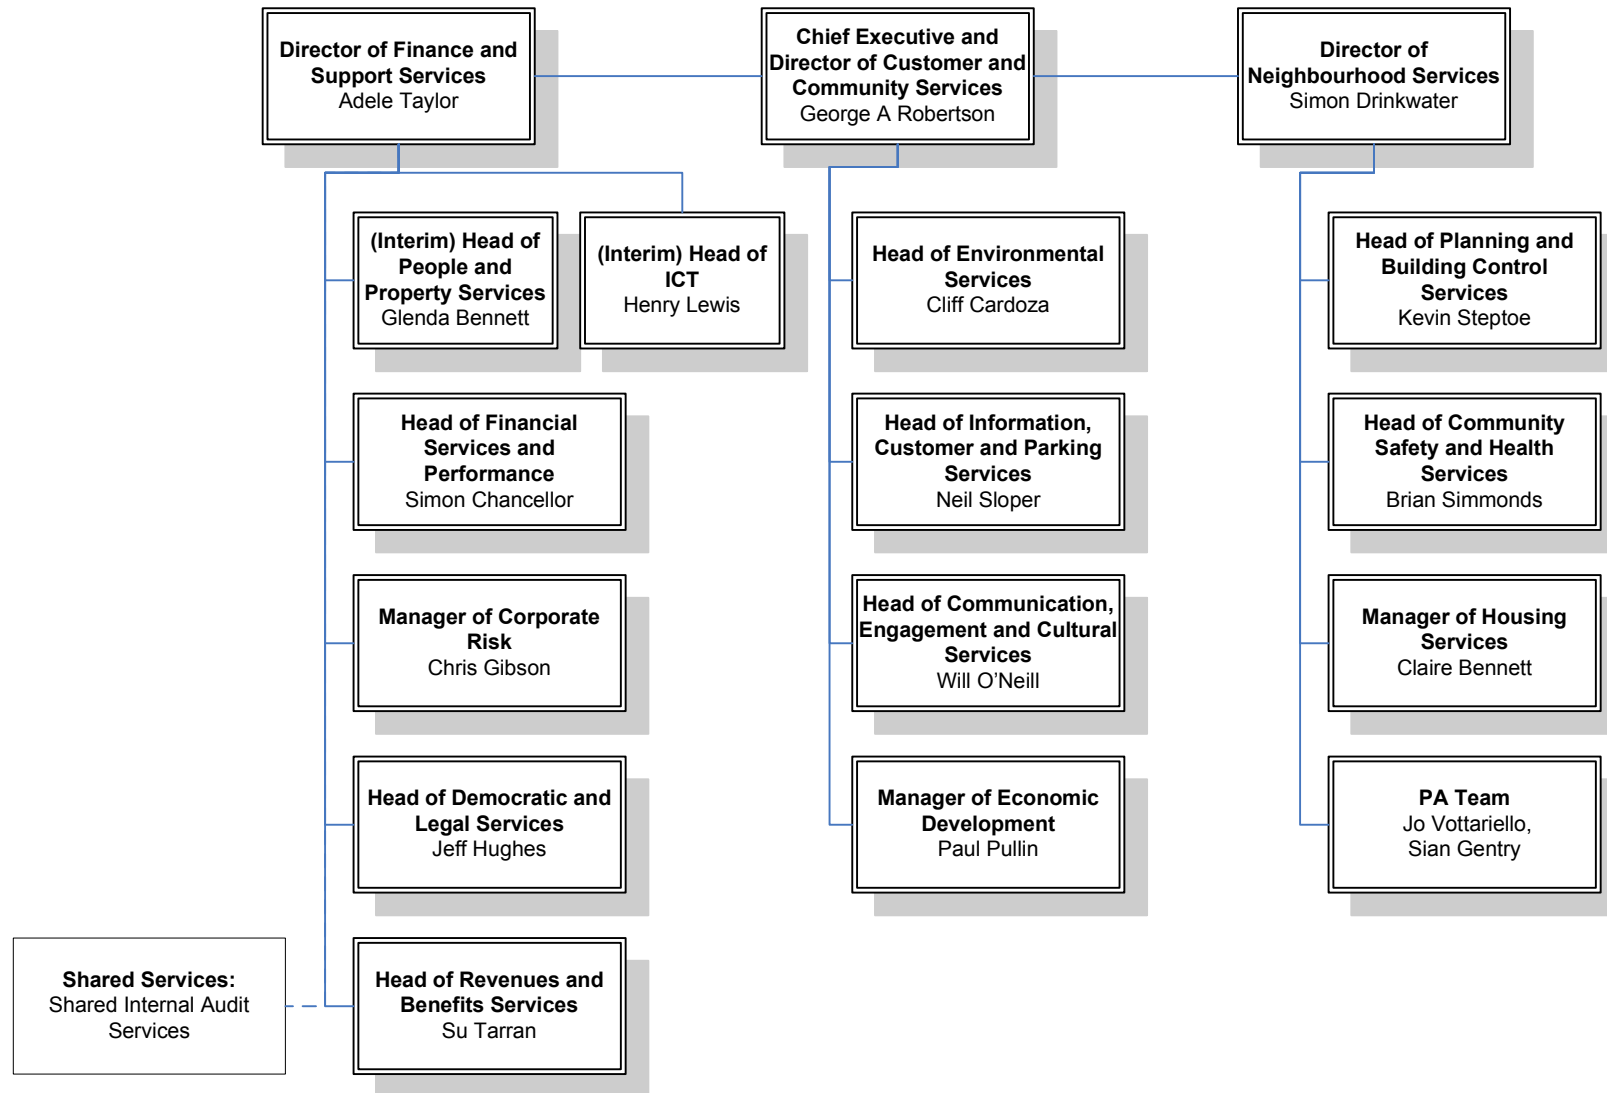 Director of Finance and
Support Services
Adele Taylor
Chief Executive and
Director of Customer and
Community Services
George A Robertson
Director of
Neighbourhood Services
Simon Drinkwater
(Interim) Head of
People and
Property Services
Glenda Bennett
(Interim) Head of
ICT
Henry Lewis
Head of Environmental
Services
Cliff Cardoza
Head of Planning and
Building Control
Services
Kevin Steptoe
Head of Financial
Services and
Performance
Simon Chancellor
Head of Information,
Customer and Parking
Services
Neil Sloper
Head of Community
Safety and Health
Services
Brian Simmonds
Manager of Corporate
Risk
Chris Gibson
Head of Communication,
Engagement and Cultural
Services
Will O’Neill
Manager of Housing
Services
Claire Bennett
Head of Democratic and
Legal Services
Jeff Hughes
Manager of Economic
Development
Paul Pullin
PA Team
Jo Vottariello,
Sian Gentry
Shared Services:
Shared Internal Audit
Services
Head of Revenues and
Benefits Services
Su Tarran